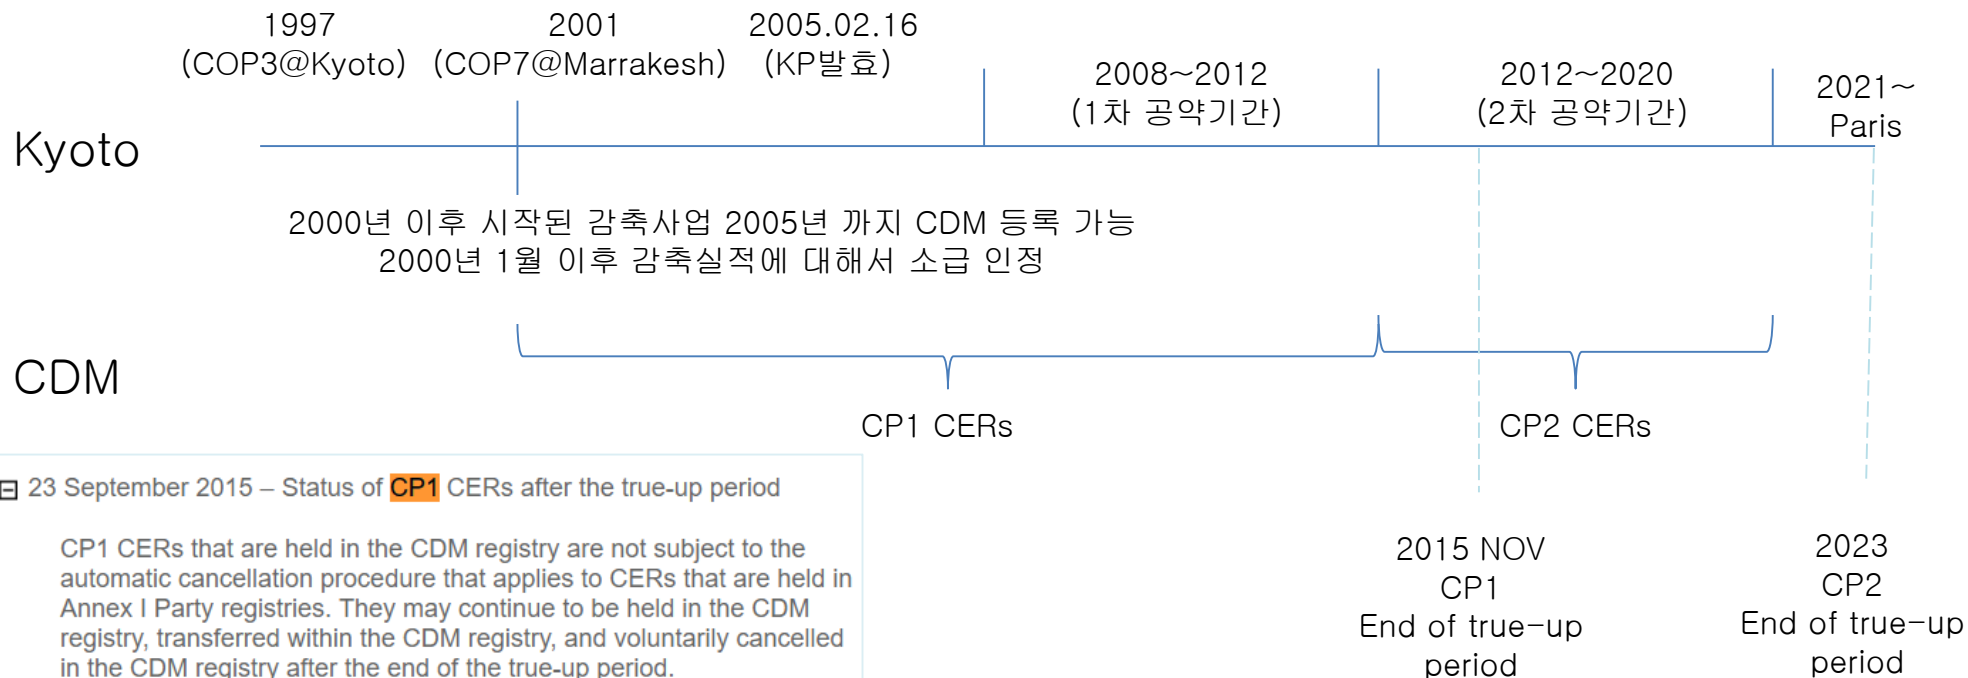 1997
(COP3@Kyoto)
2001
(COP7@Marrakesh)
2005.02.16
(KP발효)
2008~2012
(1차 공약기간)
2012~2020
(2차 공약기간)
2021~
Paris
Kyoto
2000년 이후 시작된 감축사업 2005년 까지 CDM 등록 가능
2000년 1월 이후 감축실적에 대해서 소급 인정
CDM
CP1 CERs
CP2 CERs
23 September 2015 – Status of CP1 CERs after the true-up period
CP1 CERs that are held in the CDM registry are not subject to the
automatic cancellation procedure that applies to CERs that are held in
Annex I Party registries. They may continue to be held in the CDM
registry, transferred within the CDM registry, and voluntarily cancelled
in the CDM registry after the end of the true-up period.
2015 NOV
CP1
End of true-up
period
2023
CP2
End of true-up
period